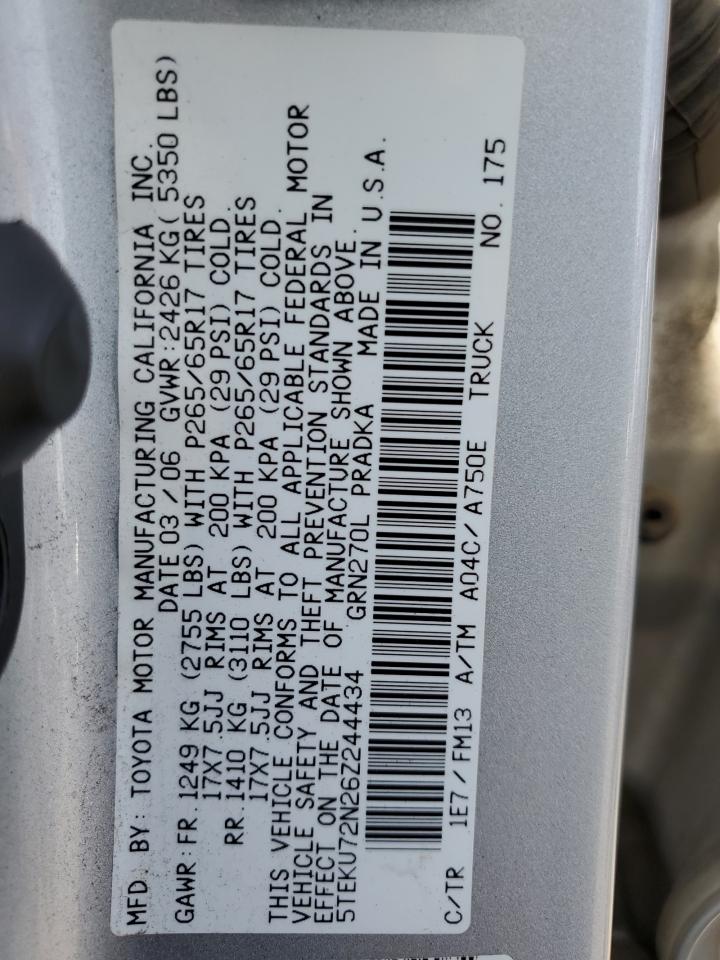 MFD. BY: TOYOTA MOTOR MANUFACTURING CALIFORNIA INC.
DATE 03/06 GVWR:2426KG(5350 LBS)
GAWR:FR.1249 KG (2755 LBS) WITH P265/65R17 TIRES
17X7.5JJ RIMS AT 200 KPA (29 PSI) COLD
RR.1410 KG (3110 LBS) WITH P265/65R17 TIRES
17X7.5JJ RIMS AT 200 KPA (29 PSI) COLD.
THIS VEHICLE CONFORMS TO ALL APPLICABLE FEDERAL MOTOR
VEHICLE SAFETY AND THEFT PREVENTION STANDARDS IN
EFFECT ON THE DATE OF MANUFACTURE SHOWN ABOVE.
5TEKU72N26Z244434 GRN270L PRADKA MADE IN U.S.A.
C/TR 1E7/FM13 A/TM A04C/A750E TRUCK NO. 175